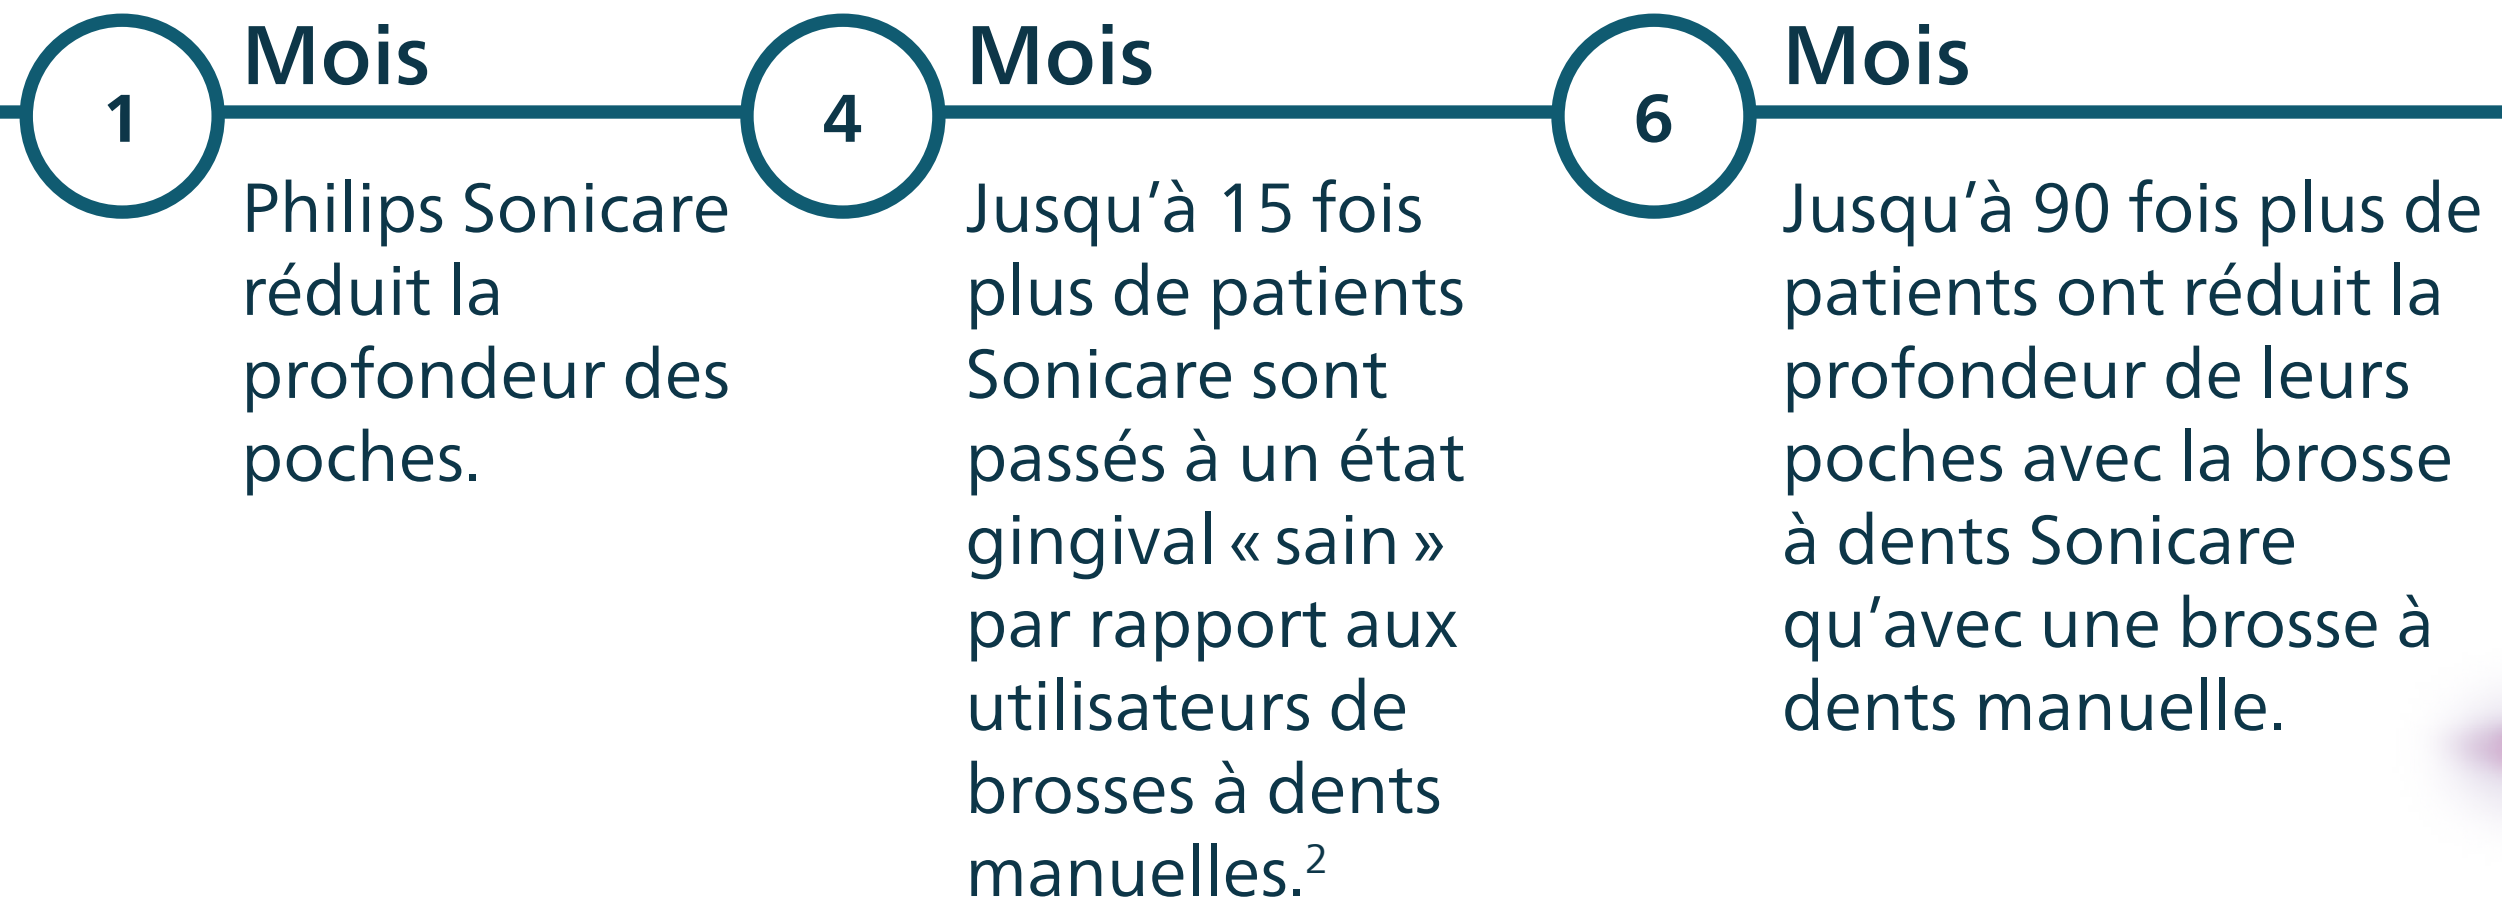 1
Mois
Philips Sonicare
réduit la
profondeur des
poches.
4
Mois
Jusqu'à 15 fois
plus de patients
Sonicare sont
passés à un état
gingival « sain »
par rapport aux
utilisateurs de
brosses à dents
manuelles.²
6
Mois
Jusqu'à 90 fois plus de
patients ont réduit la
profondeur de leurs
poches avec la brosse
à dents Sonicare
qu'avec une brosse à
dents manuelle.